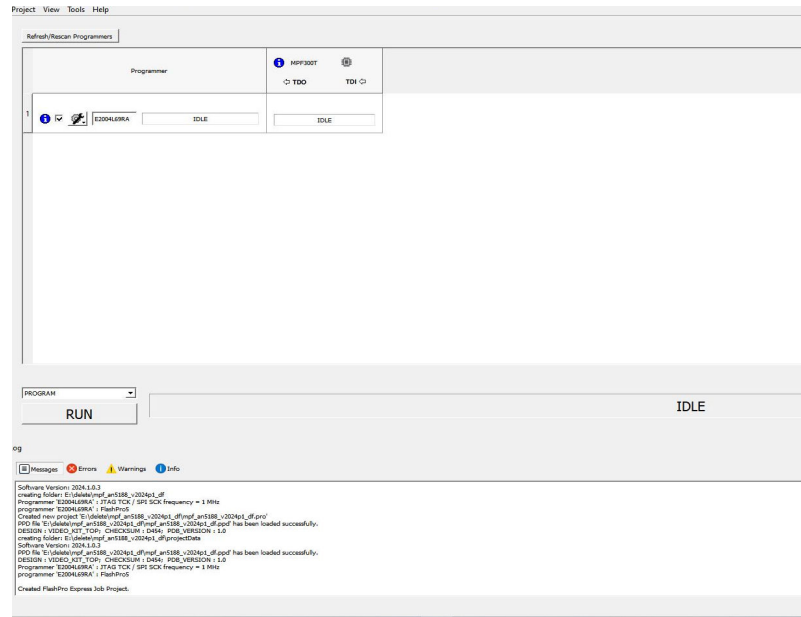 Project View Tools Help
Refresh/Rescan Programmers
Programmer
MPF300T
TDO TDI
1
E2004L69RA IDLE IDLE
PROGRAM
RUN
IDLE
og
Messages Errors Warnings Info
Software Version: 2024.1.0.3
creating folder: E:\delete\mpf_an5188_v2024p1_df
Programmer 'E2004L69RA' : JTAG TCK / SPI SCK frequency = 1 MHz
programmer 'E2004L69RA' : FlashPro5
Created new project 'E:\delete\mpf_an5188_v2024p1_df\mpf_an5188_v2024p1_df.pro'
PPD file 'E:\delete\mpf_an5188_v2024p1_df\mpf_an5188_v2024p1_df.ppd' has been loaded successfully.
DESIGN : VIDEO_KIT_TOP; CHECKSUM : D454; PDB_VERSION : 1.0
creating folder: E:\delete\mpf_an5188_v2024p1_df\projectData
Software Version: 2024.1.0.3
PPD file 'E:\delete\mpf_an5188_v2024p1_df\mpf_an5188_v2024p1_df.ppd' has been loaded successfully.
DESIGN : VIDEO_KIT_TOP; CHECKSUM : D454; PDB_VERSION : 1.0
Programmer 'E2004L69RA' : JTAG TCK / SPI SCK frequency = 1 MHz
programmer 'E2004L69RA' : FlashPro5
Created FlashPro Express Job Project.